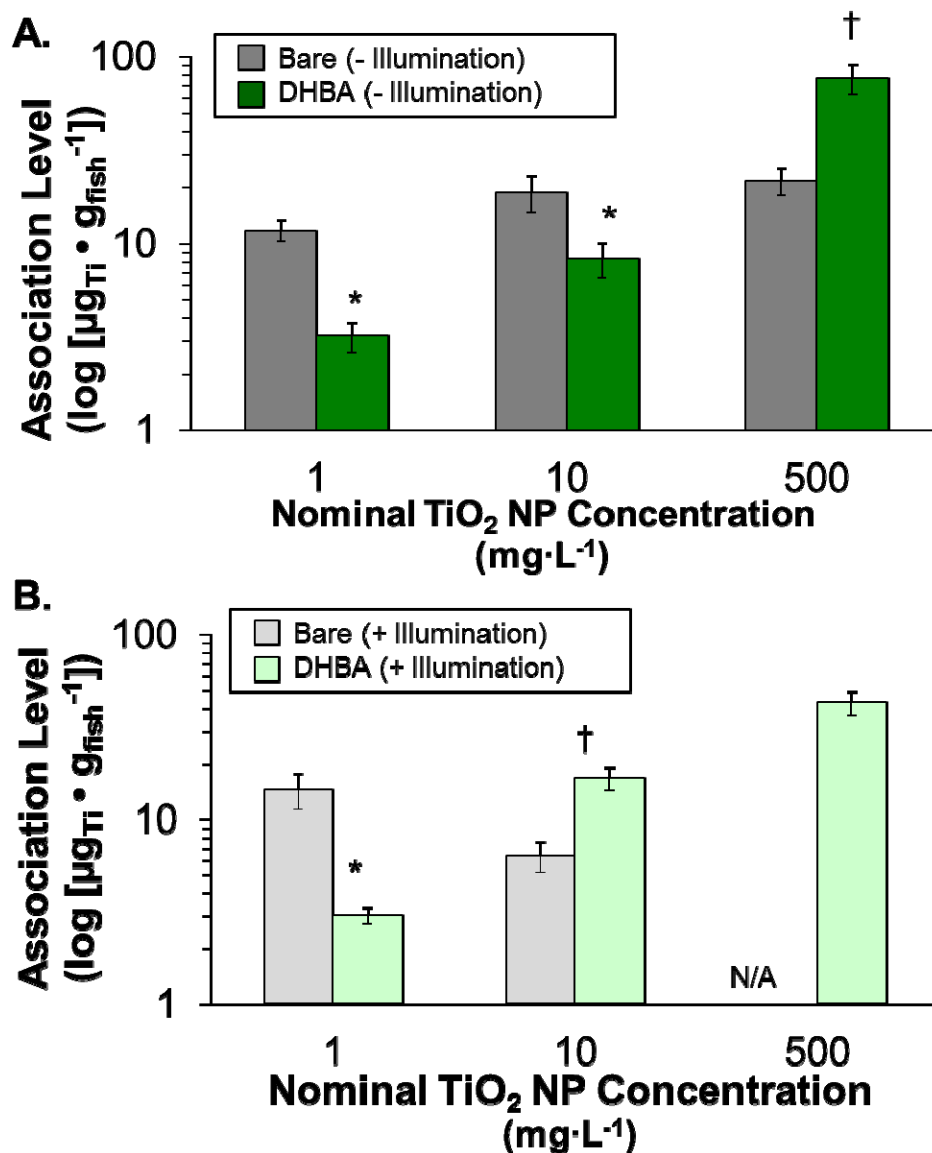 A.
Bare (- Illumination)
DHBA (- Illumination)
†
100
10
1
*
*
Association Level
(log [µgTi • gfish⁻¹])
1 10 500
Nominal TiO₂ NP Concentration
(mg·L⁻¹)
B.
Bare (+ Illumination)
DHBA (+ Illumination)
100
10
1
†
*
N/A
Association Level
(log [µgTi • gfish⁻¹])
1 10 500
Nominal TiO₂ NP Concentration
(mg·L⁻¹)